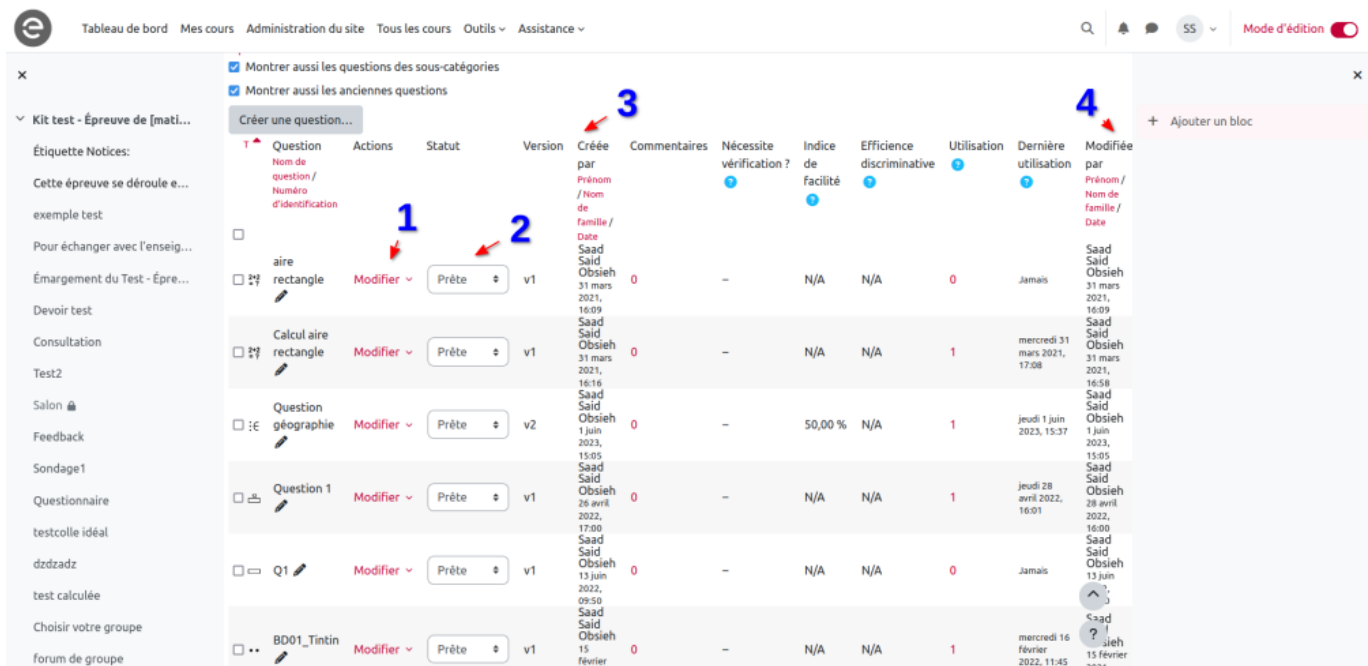 e Tableau de bord Mes cours Administration du site Tous les cours Outils Assistance SS Mode d'édition
Montrer aussi les questions des sous-catégories
Montrer aussi les anciennes questions
Créer une question...
3
4
Kit test - Épreuve de [mati...
Étiquette Notices:
Cette épreuve se déroule e...
exemple test
Pour échanger avec l'enseig...
Émargement du Test - Épre...
Devoir test
Consultation
Test2
Salon
Feedback
Sondage1
Questionnaire
testcolle idéal
dzdzadz
test calculée
Choisir votre groupe
forum de groupe
+ Ajouter un bloc
T
Question
Nom de
question /
Numéro
d'identification
Actions
Statut
Version
Créée
par
Prénom
/ Nom
de
famille /
Date
Commentaires
Nécessite
vérification ?
?
Indice
de
facilité
?
Efficience
discriminative
?
Utilisation
?
Dernière
utilisation
?
Modifiée
par
Prénom /
Nom de
famille /
Date
1
2
aire
rectangle
Modifier
Prête
v1
Saad
Said
Obsieh
31 mars
2021,
16:09
0
–
N/A
N/A
0
Jamais
Saad
Said
Obsieh
31 mars
2021,
16:09
Calcul aire
rectangle
Modifier
Prête
v1
Saad
Said
Obsieh
31 mars
2021,
16:16
0
–
N/A
N/A
1
mercredi 31
mars 2021,
17:08
Saad
Said
Obsieh
31 mars
2021,
16:58
Question
géographie
Modifier
Prête
v2
Saad
Said
Obsieh
1 juin
2023,
15:05
0
–
50,00 %
N/A
1
jeudi 1 juin
2023, 15:37
Saad
Said
Obsieh
1 juin
2023,
15:05
Question 1
Modifier
Prête
v1
Saad
Said
Obsieh
26 avril
2022,
17:00
0
–
N/A
N/A
1
jeudi 28
avril 2022,
16:01
Saad
Said
Obsieh
28 avril
2022,
16:00
Q1
Modifier
Prête
v1
Saad
Said
Obsieh
13 juin
2022,
09:50
0
–
N/A
N/A
0
Jamais
Saad
Said
Obsieh
13 juin
BD01_Tintin
Modifier
Prête
v1
Saad
Said
Obsieh
15
février
0
–
N/A
N/A
1
mercredi 16
février
2022, 11:45
Saad
?
15 février